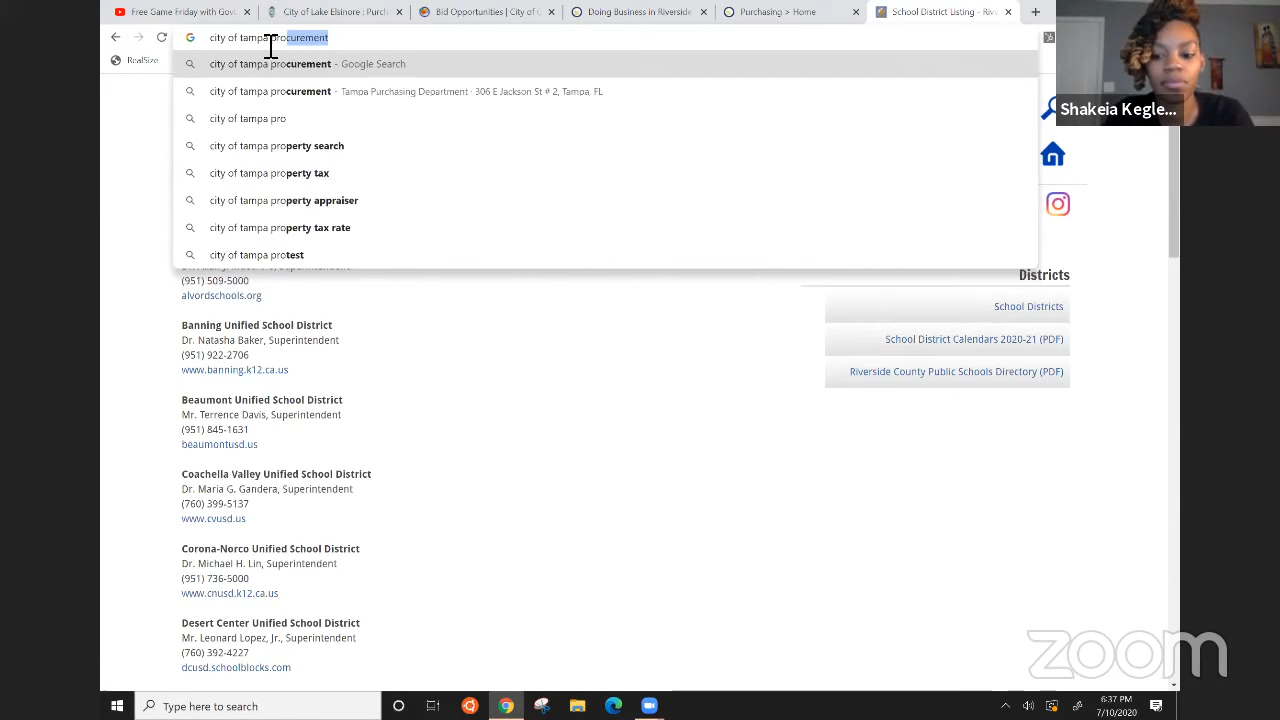 Free Game Friday with Gov
City of Lake Elsinore : Purch
Bid Opportunities | City of C
Doing Business in Riverside
Purchasing > Home
School District Listing - Riv
city of tampa procurement
RealSize
city of tampa procurement - Google Search
city of tampa procurement - Tampa Purchasing Department · 306 E Jackson St # 2, Tampa, FL
city of tampa pro
city of tampa property search
city of tampa property tax
city of tampa property appraiser
city of tampa property tax rate
city of tampa protest
Shakeia Kegle...
(951) 509-5000
alvordschools.org
Banning Unified School District
Dr. Natasha Baker, Superintendent
(951) 922-2706
www.banning.k12.ca.us
Beaumont Unified School District
Mr. Terrence Davis, Superintendent
(951) 845-1631
beaumontusd.us
Coachella Valley Unified School District
Dr. Maria G. Gandera, Superintendent
(760) 399-5137
www.cvusd.us
Corona-Norco Unified School District
Dr. Michael H. Lin, Superintendent
(951) 736-5000
www.cnusd.k12.ca.us
Desert Center Unified School District
Mr. Leonard Lopez, Jr., Superintendent
(760) 392-4227
dcusd.schoolblocks.com
Districts
School Districts
School District Calendars 2020-21 (PDF)
Riverside County Public Schools Directory (PDF)
zoom
Type here to search
6:37 PM
7/10/2020